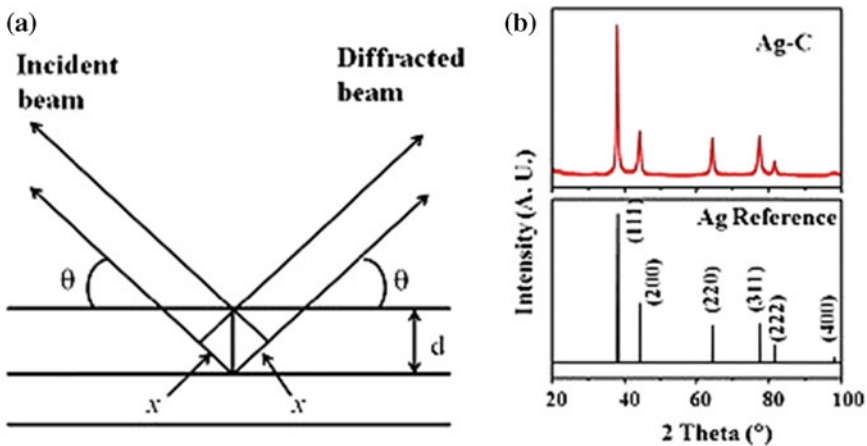 (a)
Incident
beam
Diffracted
beam
θ
θ
d
x
x
(b)
Ag-C
Intensity (A. U.)
Ag Reference
(111)
(200)
(220)
(311)
(222)
(400)
20
40
60
80
100
2 Theta (°)